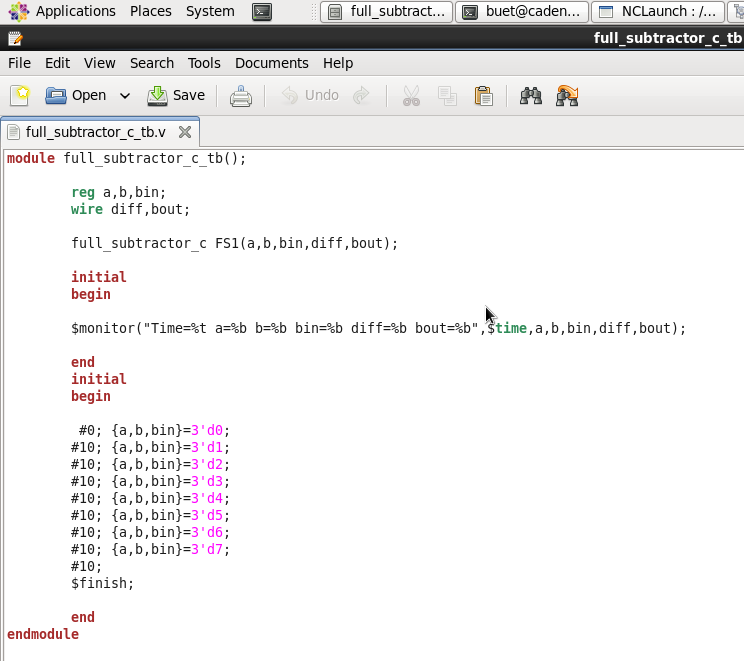 Applications Places System full_subtract... buet@caden... NCLaunch : /...
full_subtractor_c_tb
File Edit View Search Tools Documents Help
Open Save Undo
full_subtractor_c_tb.v
module full_subtractor_c_tb();
reg a,b,bin;
wire diff,bout;
full_subtractor_c FS1(a,b,bin,diff,bout);
initial
begin
$monitor("Time=%t a=%b b=%b bin=%b diff=%b bout=%b",$time,a,b,bin,diff,bout);
end
initial
begin
#0; {a,b,bin}=3'd0;
#10; {a,b,bin}=3'd1;
#10; {a,b,bin}=3'd2;
#10; {a,b,bin}=3'd3;
#10; {a,b,bin}=3'd4;
#10; {a,b,bin}=3'd5;
#10; {a,b,bin}=3'd6;
#10; {a,b,bin}=3'd7;
#10;
$finish;
end
endmodule